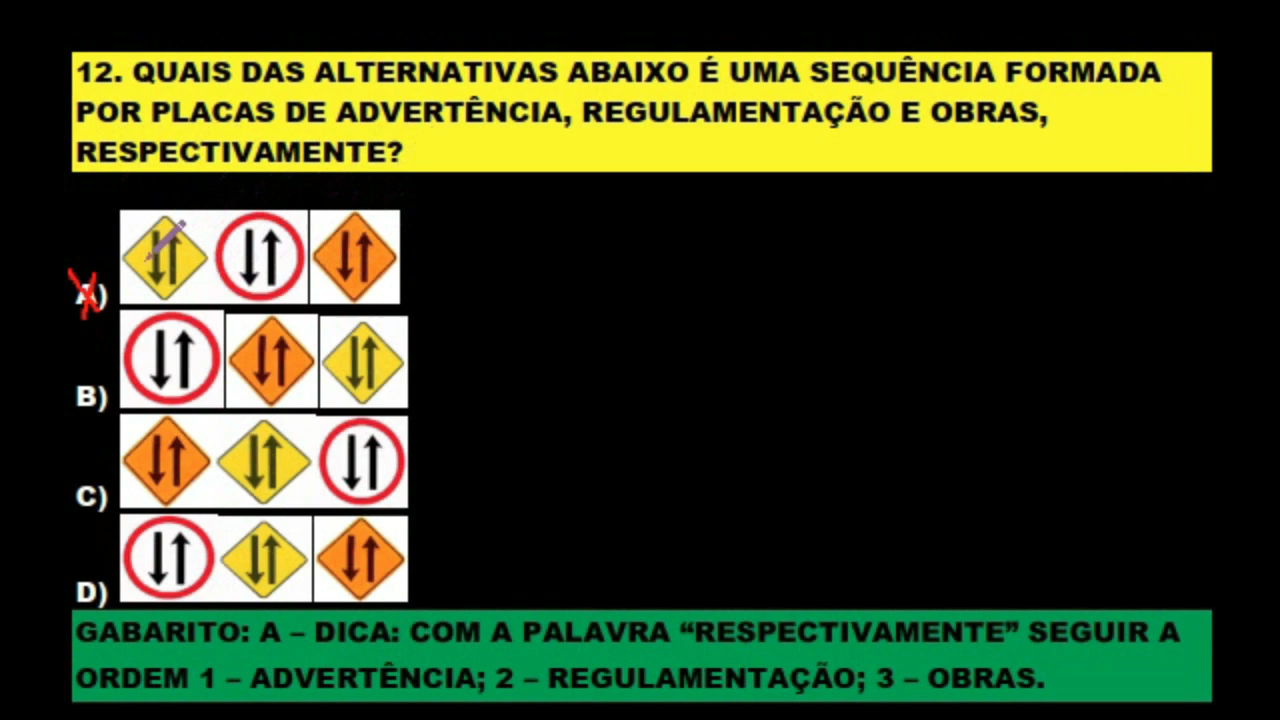 12. QUAIS DAS ALTERNATIVAS ABAIXO É UMA SEQUÊNCIA FORMADA
POR PLACAS DE ADVERTÊNCIA, REGULAMENTAÇÃO E OBRAS,
RESPECTIVAMENTE?
A)
B)
C)
D)
GABARITO: A – DICA: COM A PALAVRA “RESPECTIVAMENTE” SEGUIR A
ORDEM 1 – ADVERTÊNCIA; 2 – REGULAMENTAÇÃO; 3 – OBRAS.